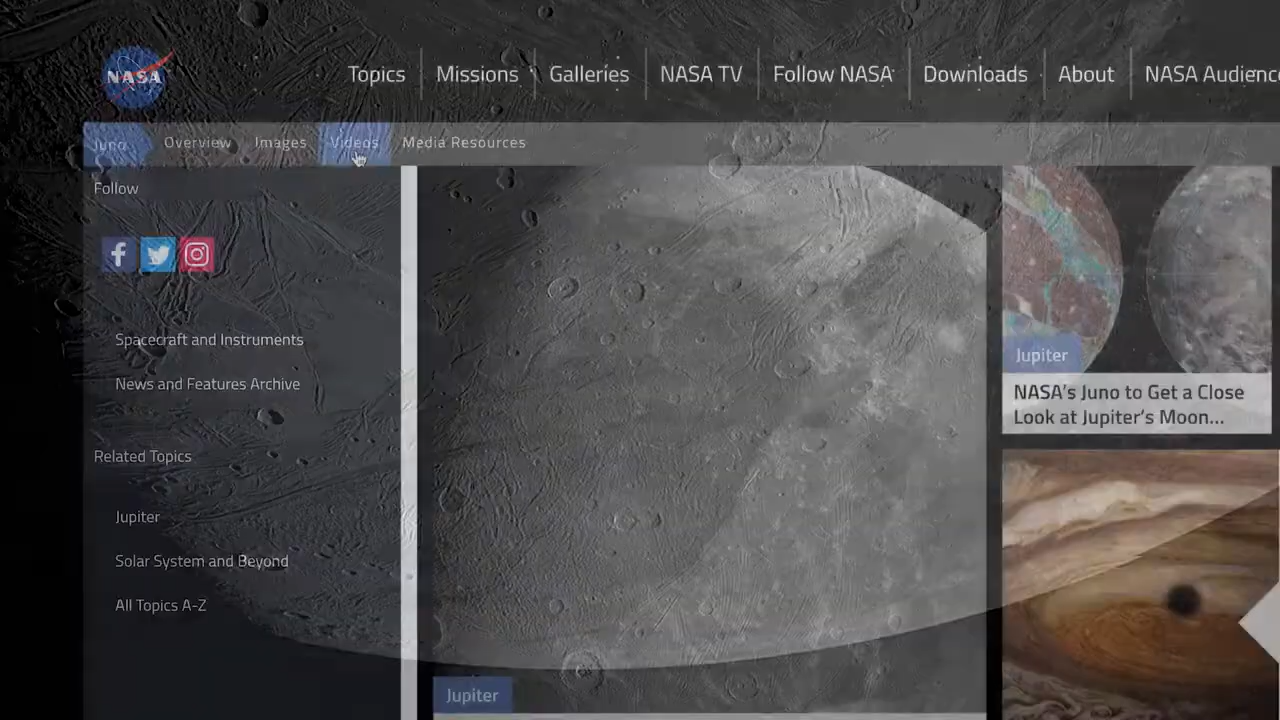 NASA
Topics
Missions
Galleries
NASA TV
Follow NASA
Downloads
About
NASA
Juno
Overview
Images
Videos
Media Resources
Follow
Spacecraft and Instruments
News and Features Archive
Related Topics
Jupiter
Solar System and Beyond
All Topics A-Z
Jupiter
Jupiter
NASA's Juno to Get a Close
Look at Jupiter's Moon...